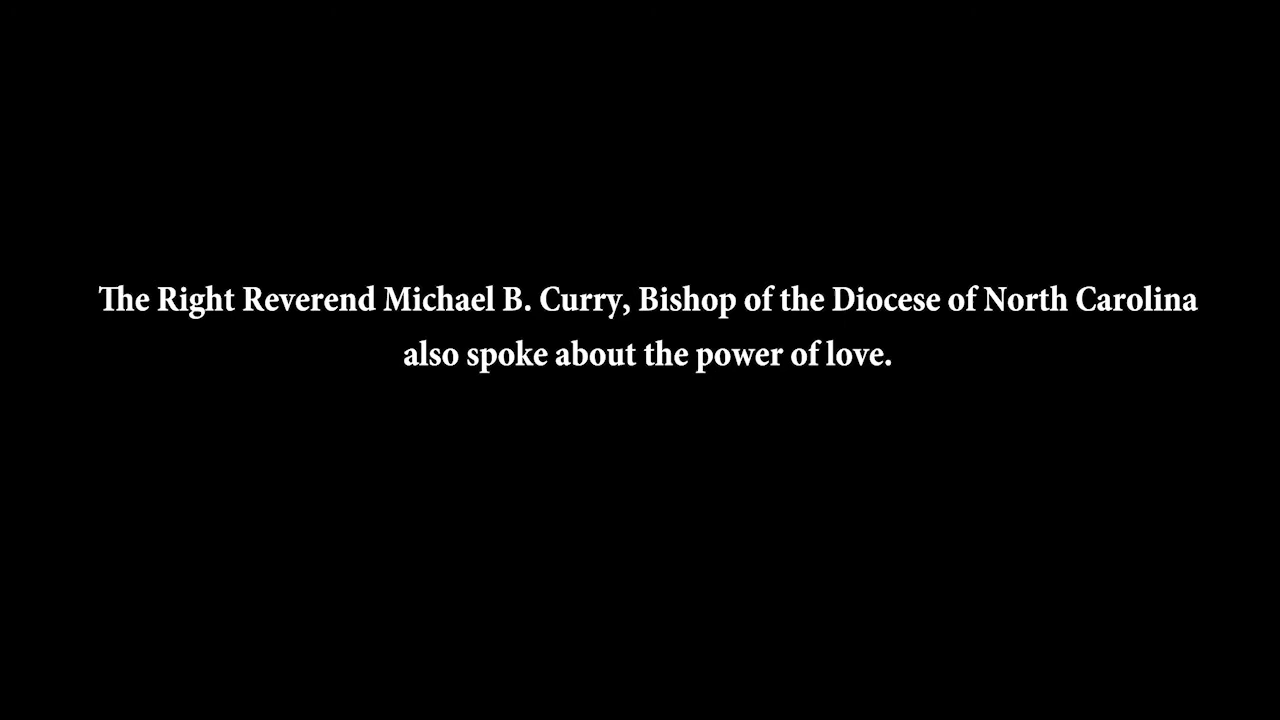 The Right Reverend Michael B. Curry, Bishop of the Diocese of North Carolina
also spoke about the power of love.